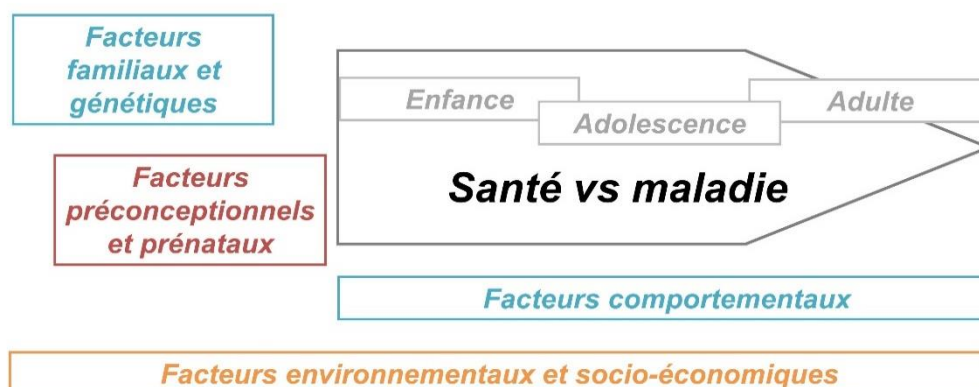 Facteurs
familiaux et
génétiques
Enfance
Adolescence
Adulte
Santé vs maladie
Facteurs
préconceptionnels
et prénataux
Facteurs comportementaux
Facteurs environnementaux et socio-économiques